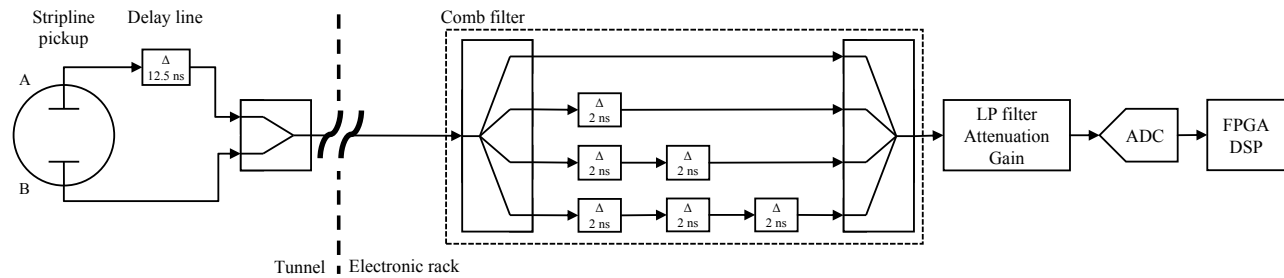 Stripline
pickup
Delay line
Comb filter
A
Δ
12.5 ns
B
Δ
2 ns
Δ
2 ns
Δ
2 ns
Δ
2 ns
Δ
2 ns
Δ
2 ns
LP filter
Attenuation
Gain
ADC
FPGA
DSP
Tunnel
Electronic rack